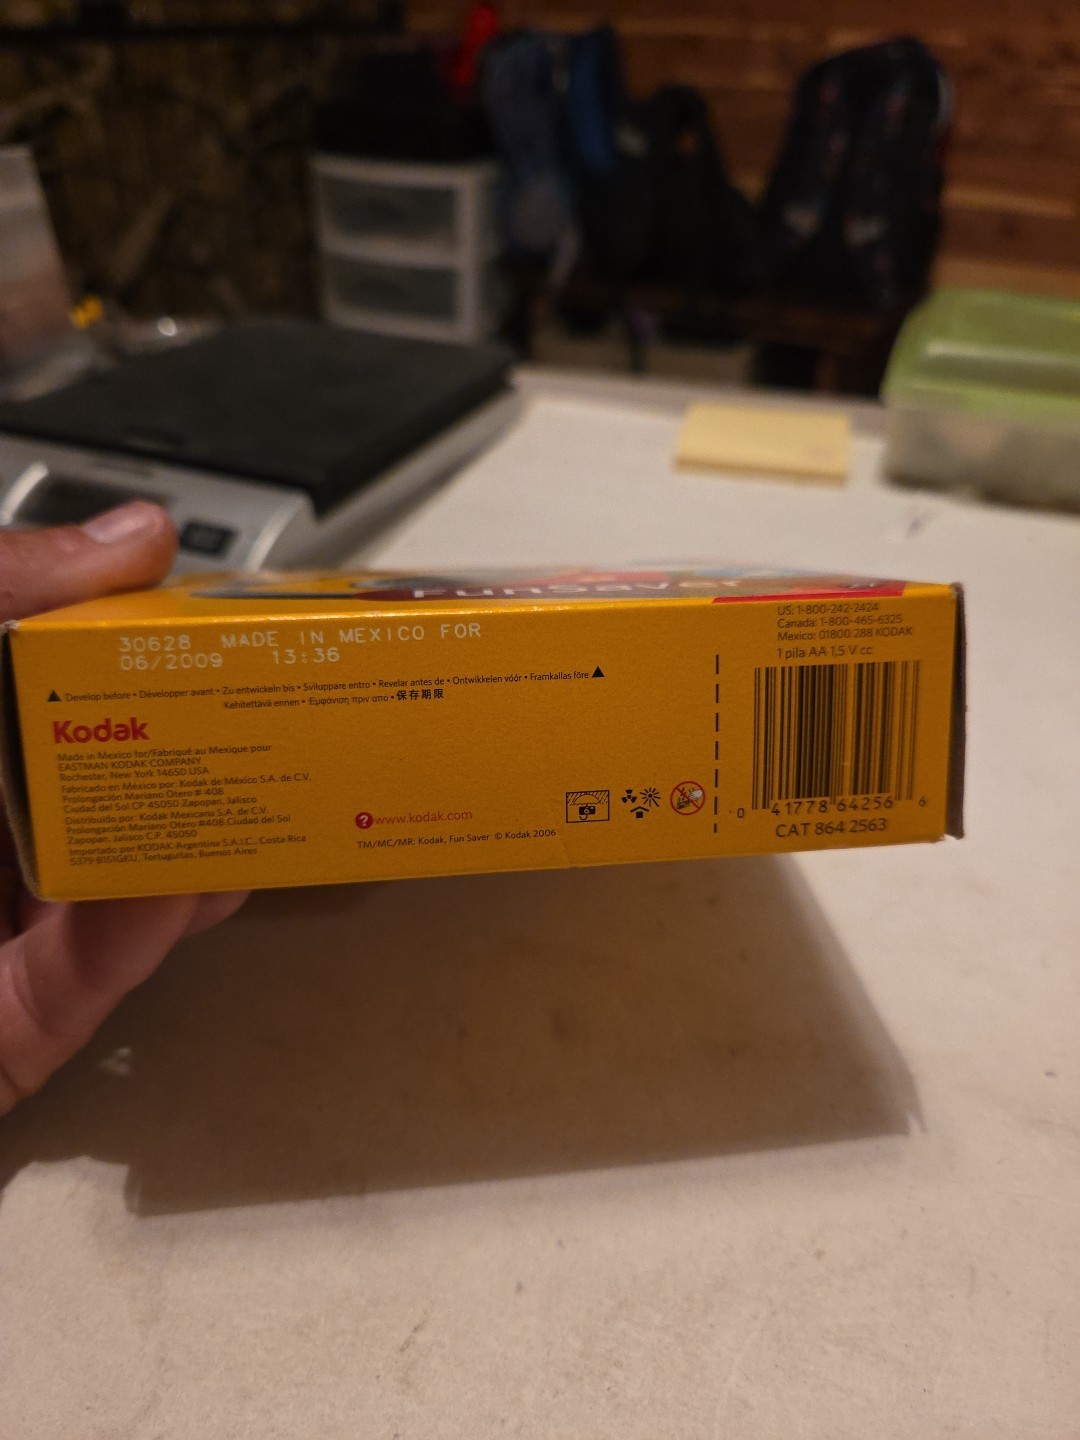 FunSaver
30628 MADE IN MEXICO FOR
06/2009 13:36
▲ Develop before • Développer avant • Zu entwickeln bis • Sviluppare entro • Revelar antes de • Ontwikkelen vóór • Framkallas före ▲
Kehitettävä ennen • Εμφάνιση πριν απο • 保存期限
Kodak
Made in Mexico for/Fabriqué au Mexique pour
EASTMAN KODAK COMPANY
Rochester, New York 14650 USA
Fabricado en México por: Kodak de México S.A. de C.V.
Prolongación Mariano Otero # 408
Ciudad del Sol CP 45050 Zapopan, Jalisco
Distribuido por: Kodak Mexicana S.A. de C.V.
Prolongación Mariano Otero #408 Ciudad del Sol
Zapopan, Jalisco C.P. 45050
Importado por KODAK Argentina S.A.I.C., Costa Rica
Tortuguitas, Buenos Aires
? www.kodak.com
TM/MC/MR: Kodak, Fun Saver © Kodak 2006
US: 1-800-242-2424
Canada: 1-800-465-6325
Mexico: 01800 288 KODAK
1 pila AA 1,5 V cc
0 41778 64256 6
CAT 864 2563